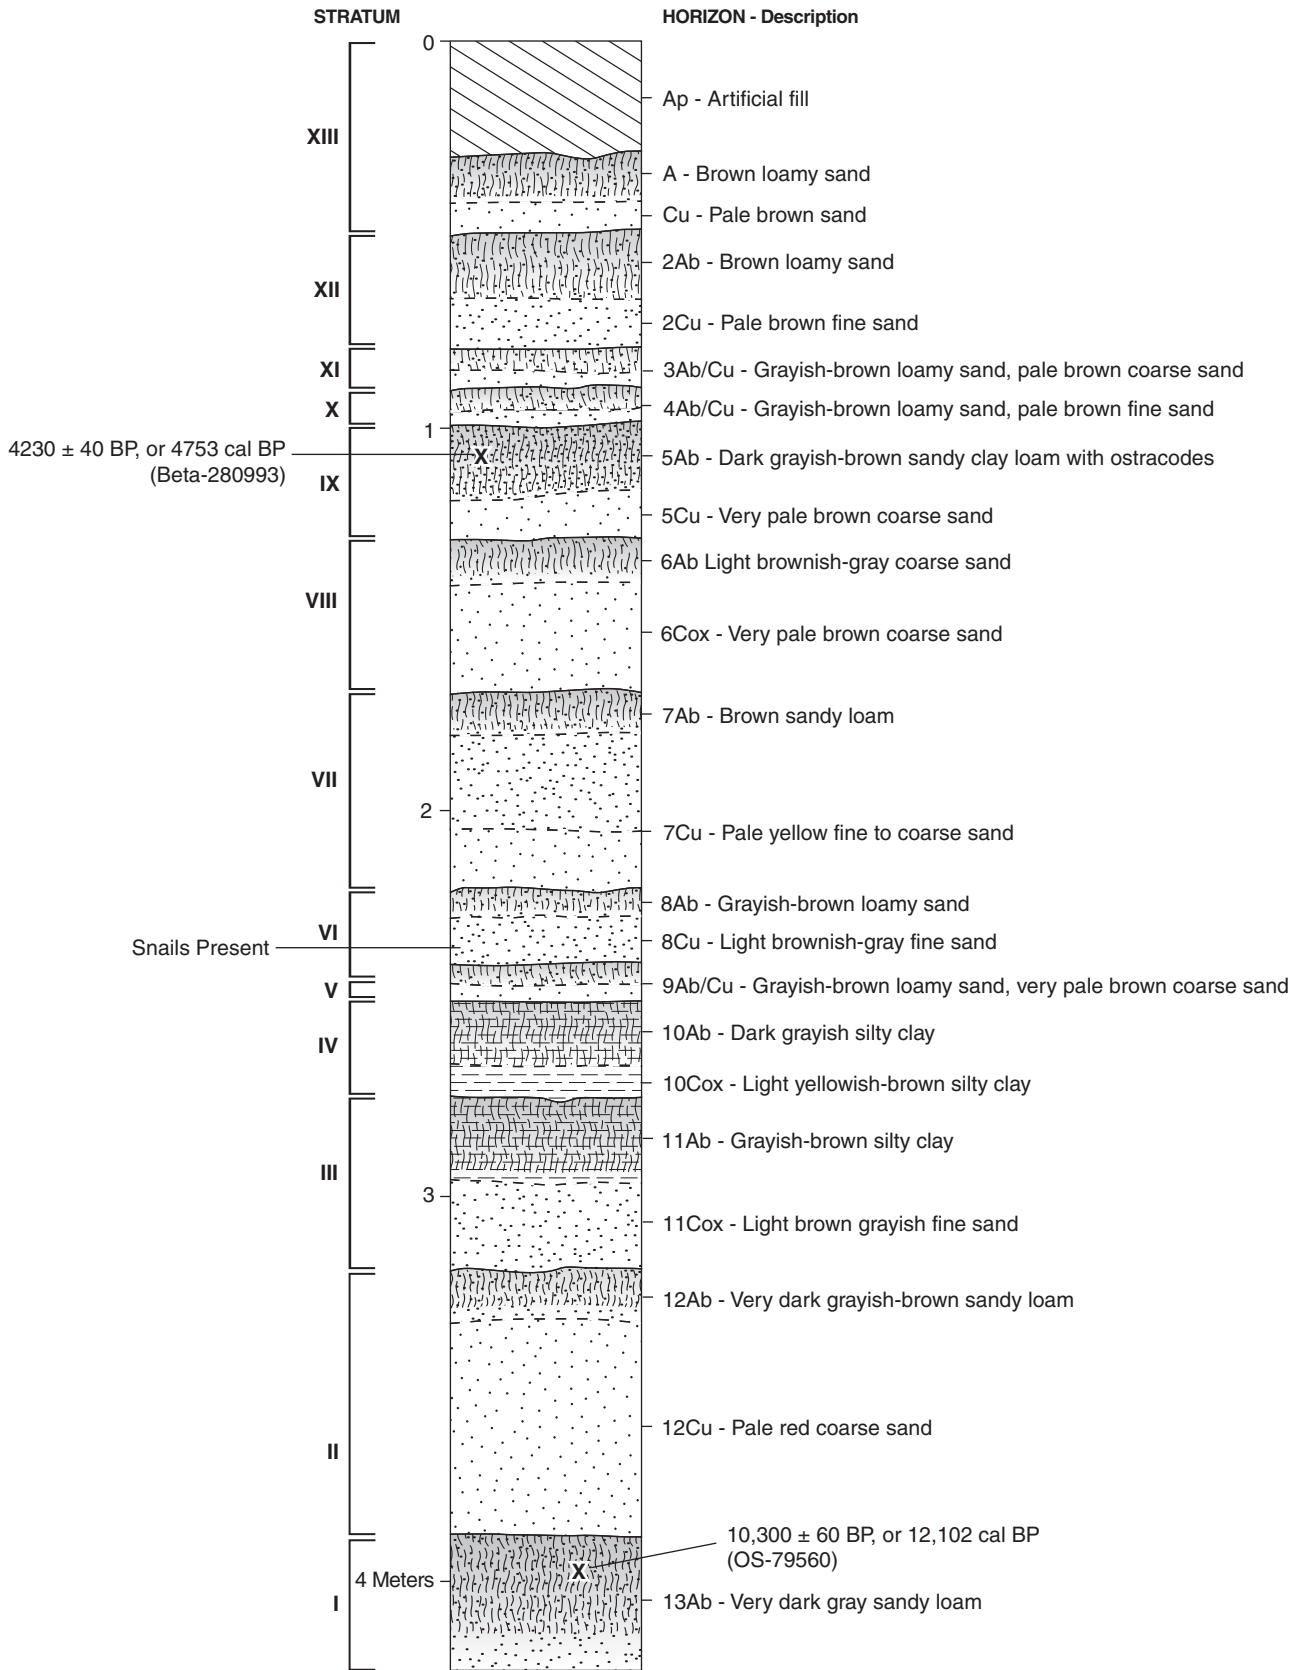 STRATUM
HORIZON - Description
0
Ap - Artificial fill
XIII
A - Brown loamy sand
Cu - Pale brown sand
2Ab - Brown loamy sand
XII
2Cu - Pale brown fine sand
XI
3Ab/Cu - Grayish-brown loamy sand, pale brown coarse sand
X
4Ab/Cu - Grayish-brown loamy sand, pale brown fine sand
1
4230 ± 40 BP, or 4753 cal BP
(Beta-280993)
X
5Ab - Dark grayish-brown sandy clay loam with ostracodes
IX
5Cu - Very pale brown coarse sand
6Ab Light brownish-gray coarse sand
VIII
6Cox - Very pale brown coarse sand
7Ab - Brown sandy loam
VII
2
7Cu - Pale yellow fine to coarse sand
8Ab - Grayish-brown loamy sand
VI
8Cu - Light brownish-gray fine sand
Snails Present
V
9Ab/Cu - Grayish-brown loamy sand, very pale brown coarse sand
10Ab - Dark grayish silty clay
IV
10Cox - Light yellowish-brown silty clay
11Ab - Grayish-brown silty clay
III
3
11Cox - Light brown grayish fine sand
12Ab - Very dark grayish-brown sandy loam
12Cu - Pale red coarse sand
II
10,300 ± 60 BP, or 12,102 cal BP
(OS-79560)
X
4 Meters
I
13Ab - Very dark gray sandy loam